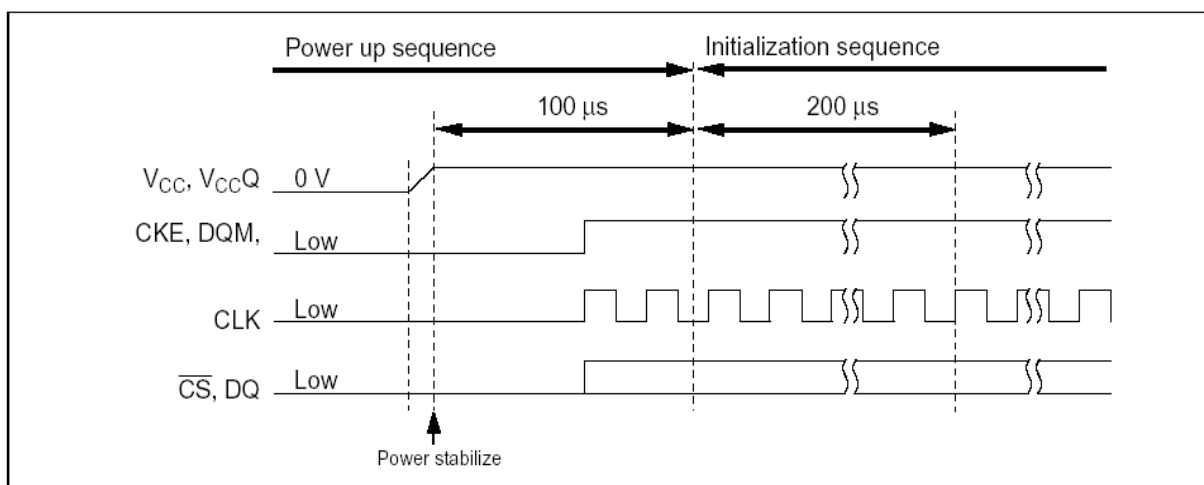 Power up sequence
Initialization sequence
100 μs
200 μs
VCC, VCCQ
0 V
CKE, DQM,
Low
CLK
Low
CS, DQ
Low
Power stabilize